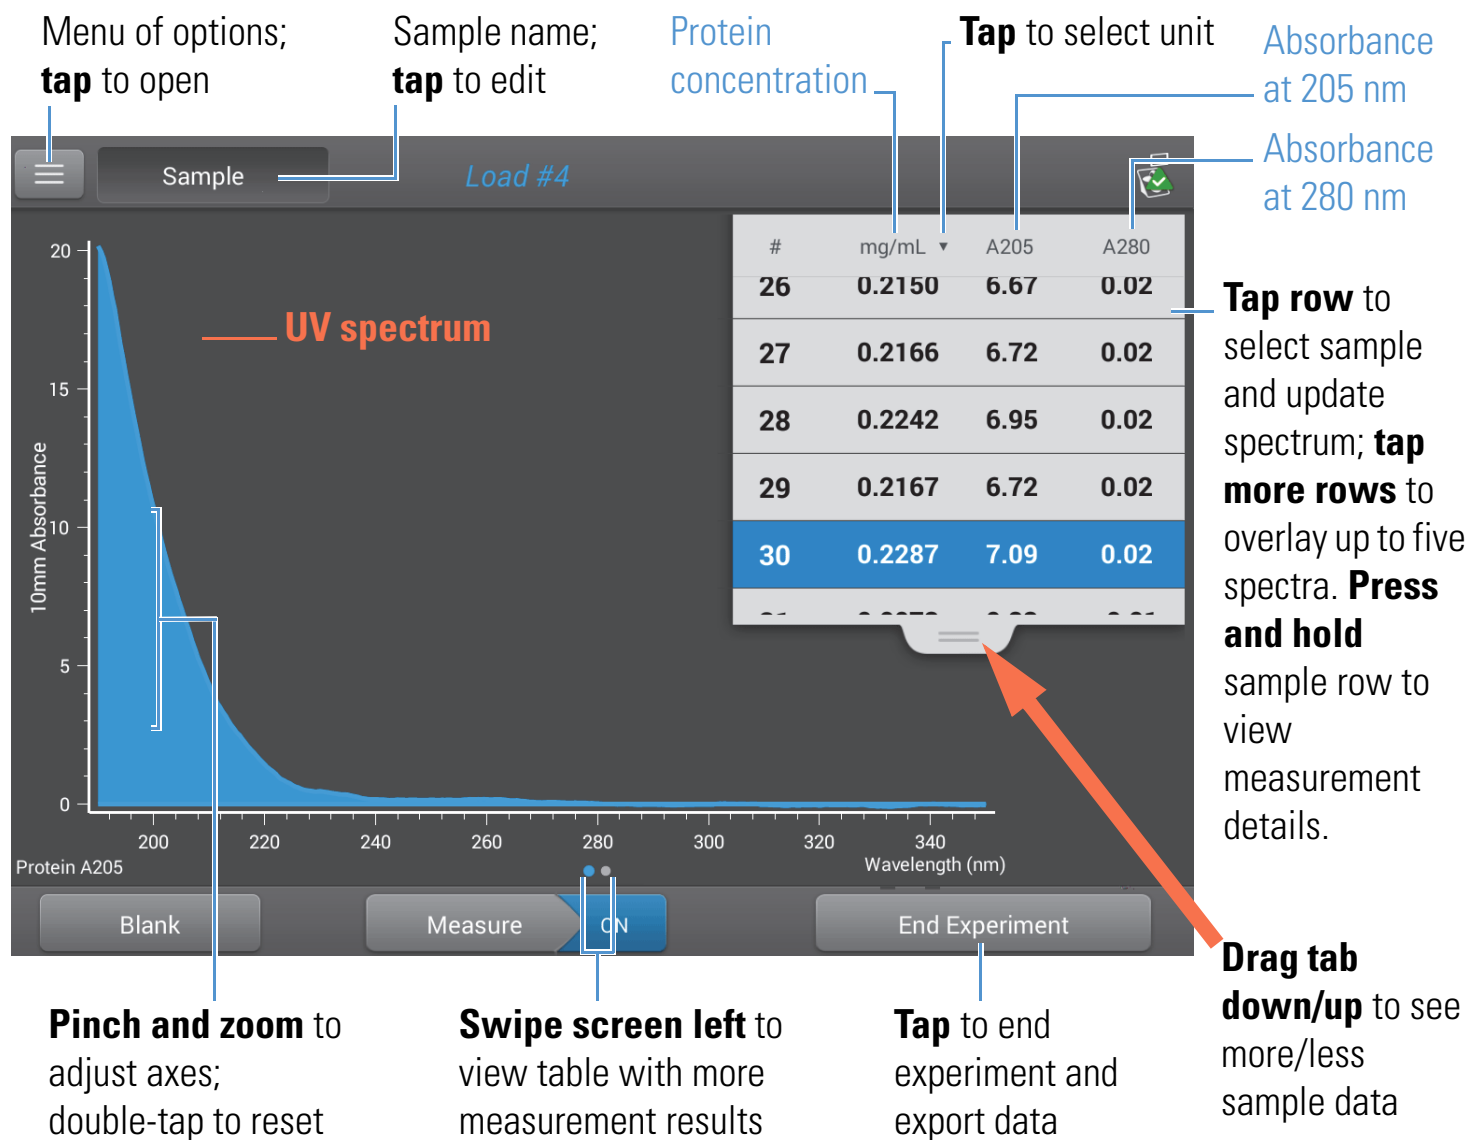 Menu of options;
tap to open
Sample name;
tap to edit
Protein
concentration
Tap to select unit
Absorbance
at 205 nm
Absorbance
at 280 nm
Sample
Load #4
# mg/mL ▼ A205 A280
26 0.2150 6.67 0.02
27 0.2166 6.72 0.02
28 0.2242 6.95 0.02
29 0.2167 6.72 0.02
30 0.2287 7.09 0.02
UV spectrum
20
15
10
5
0
10mm Absorbance
200 220 240 260 280 300 320 340
Protein A205
Wavelength (nm)
Blank
Measure
ON
End Experiment
Tap row to
select sample
and update
spectrum; tap
more rows to
overlay up to five
spectra. Press
and hold
sample row to
view
measurement
details.
Pinch and zoom to
adjust axes;
double-tap to reset
Swipe screen left to
view table with more
measurement results
Tap to end
experiment and
export data
Drag tab
down/up to see
more/less
sample data